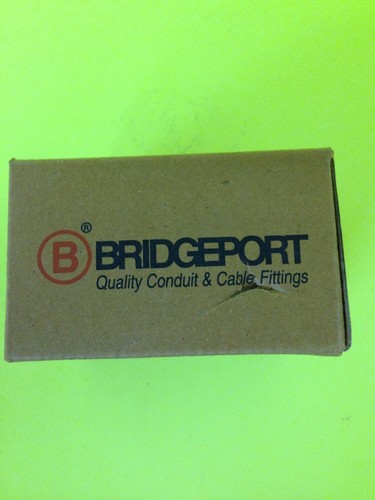 B® BRIDGEPORT
Quality Conduit & Cable Fittings